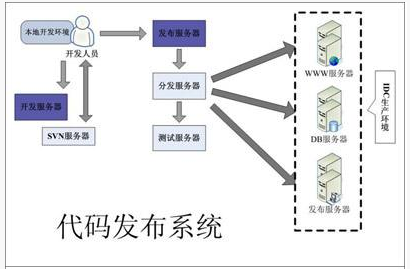 本地开发环境
开发人员
发布服务器
开发服务器
分发服务器
SVN服务器
测试服务器
WWW服务器
DB服务器
发布服务器
IDC生产环境
代码发布系统